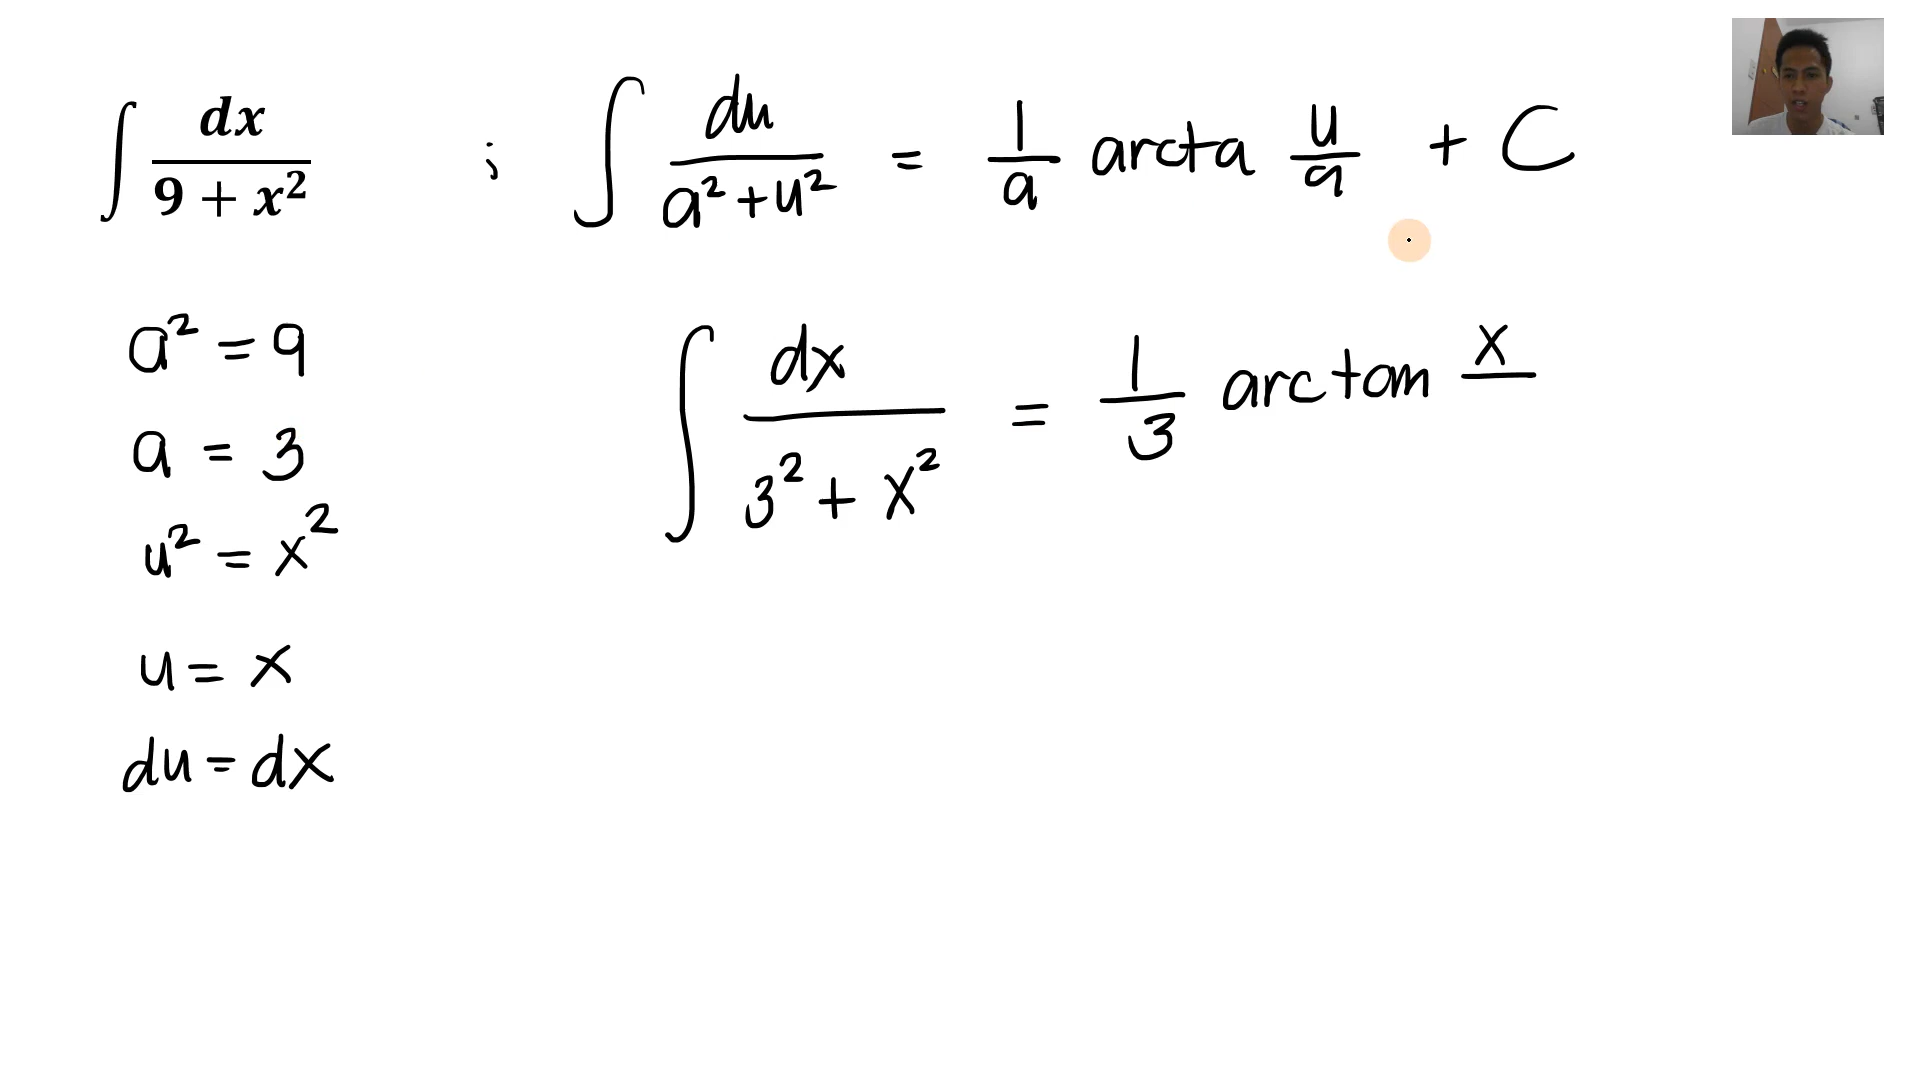 ∫ dx / (9 + x²) ; ∫ du / (a² + u²) = 1/a arcta u/a + C
a² = 9
∫ dx / (3² + x²) = 1/3 arctan x/
a = 3
u² = x²
u = x
du = dx